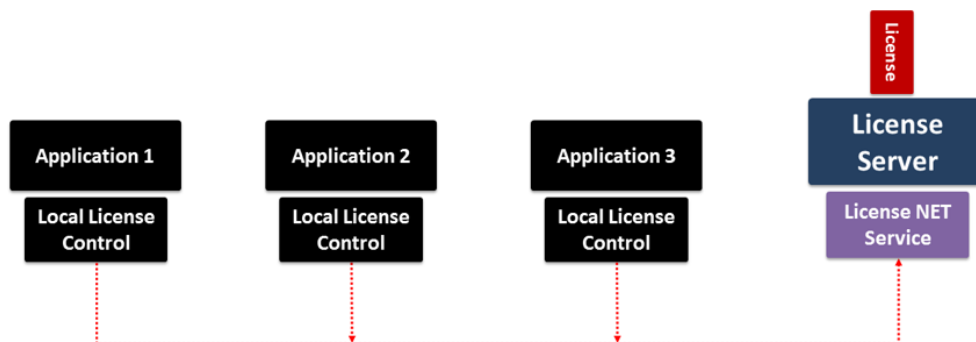 License
Application 1
Application 2
Application 3
License
Server
Local License
Control
Local License
Control
Local License
Control
License NET
Service